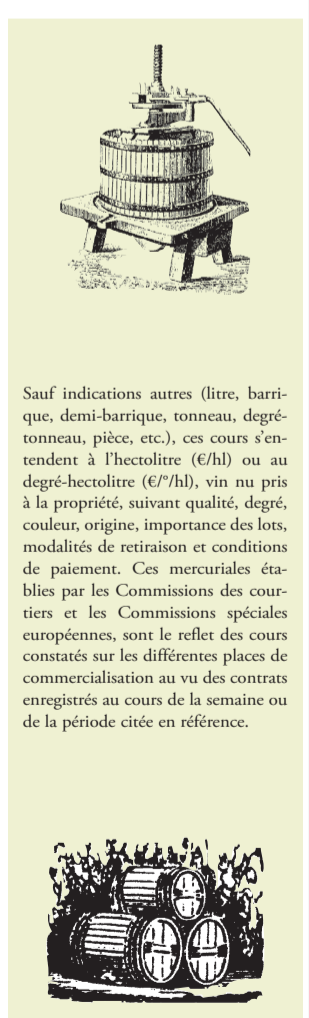 Sauf indications autres (litre, barri-
que, demi-barrique, tonneau, degré-
tonneau, pièce, etc.), ces cours s'en-
tendent à l'hectolitre (€/hl) ou au
degré-hectolitre (€/°/hl), vin nu pris
à la propriété, suivant qualité, degré,
couleur, origine, importance des lots,
modalités de retiraison et conditions
de paiement. Ces mercuriales éta-
blies par les Commissions des cour-
tiers et les Commissions spéciales
européennes, sont le reflet des cours
constatés sur les différentes places de
commercialisation au vu des contrats
enregistrés au cours de la semaine ou
de la période citée en référence.